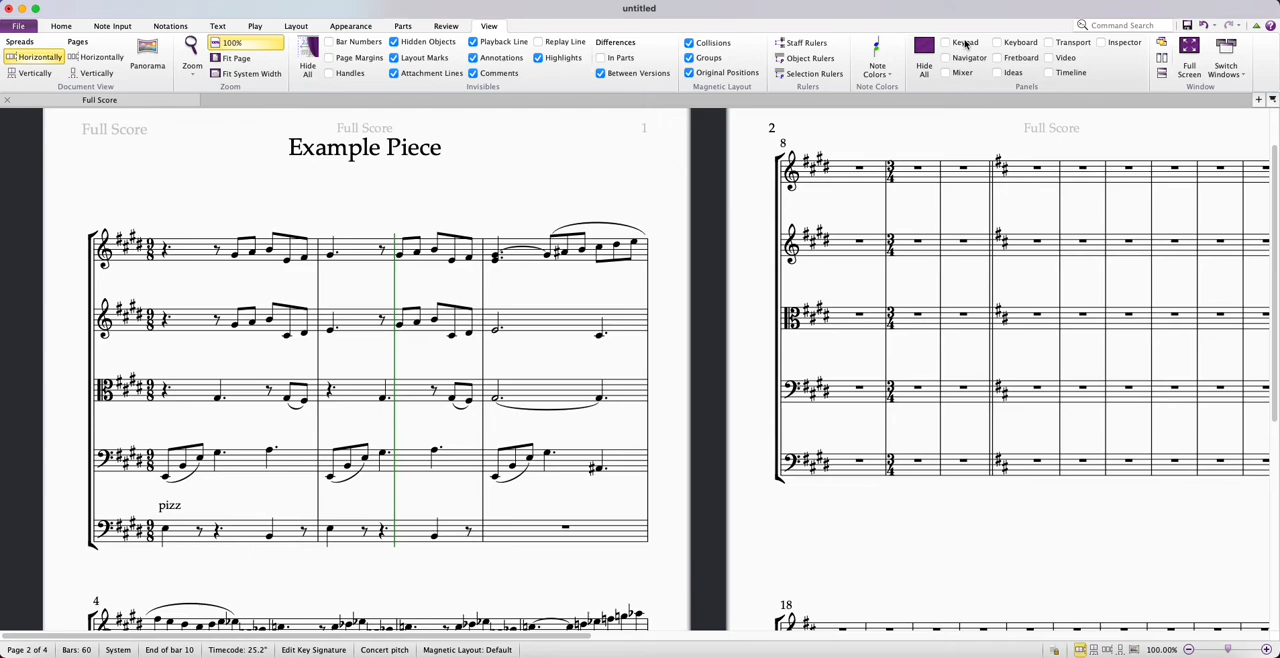 untitled
File Home Note Input Notations Text Play Layout Appearance Parts Review View Command Search
Spreads Pages 100% Bar Numbers Hidden Objects Playback Line Replay Line Differences Collisions Staff Rulers Keyboard Transport Inspector
Horizontally Horizontally Panorama Zoom Fit Page Hide All Page Margins Layout Marks Annotations Highlights In Parts Groups Object Rulers Note Colors Hide All Navigator Fretboard Video Full Screen Switch Windows
Vertically Vertically Fit System Width Handles Attachment Lines Comments Between Versions Original Positions Selection Rulers Mixer Ideas Timeline
Document View Zoom Invisibles Magnetic Layout Rulers Note Colors Panels Window
Full Score
Full Score Full Score 1
Example Piece
pizz
4
2 Full Score
8
18
Page 2 of 4 Bars: 60 System End of bar 10 Timecode: 25.2" Edit Key Signature Concert pitch Magnetic Layout: Default 100.00%